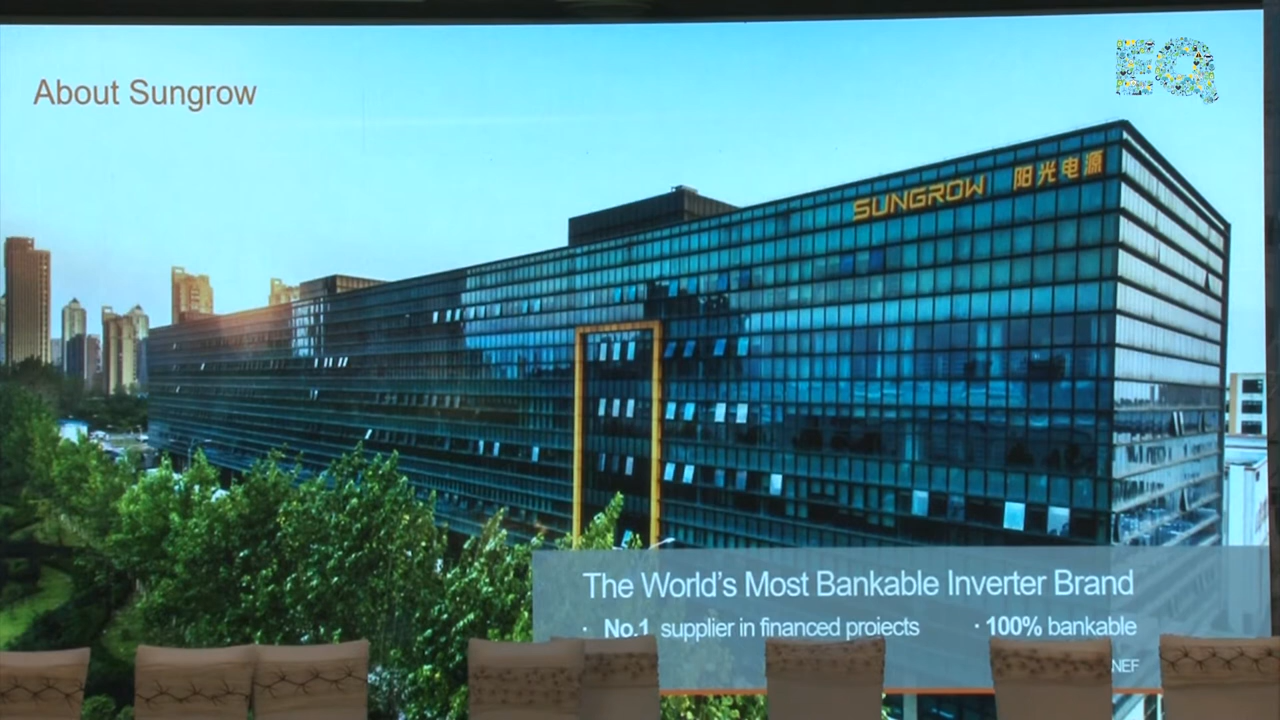 EQ
About Sungrow
SUNGROW 阳光电源
The World's Most Bankable Inverter Brand
· No.1 supplier in financed projects · 100% bankable
NEF